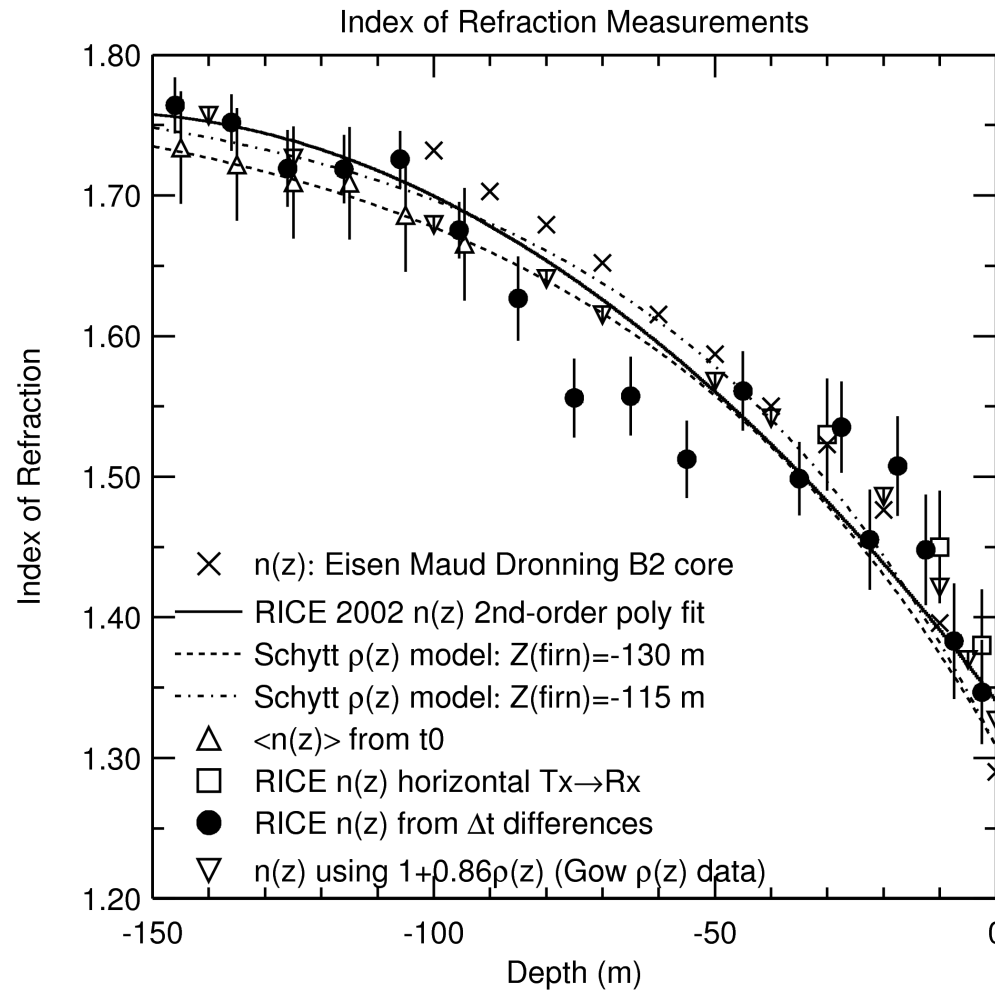 Index of Refraction Measurements
1.80
1.70
1.60
1.50
1.40
1.30
1.20
Index of Refraction
n(z): Eisen Maud Dronning B2 core
RICE 2002 n(z) 2nd-order poly fit
Schytt ρ(z) model: Z(firn)=-130 m
Schytt ρ(z) model: Z(firn)=-115 m
<n(z)> from t0
RICE n(z) horizontal Tx→Rx
RICE n(z) from Δt differences
n(z) using 1+0.86ρ(z) (Gow ρ(z) data)
-150 -100 -50 0
Depth (m)